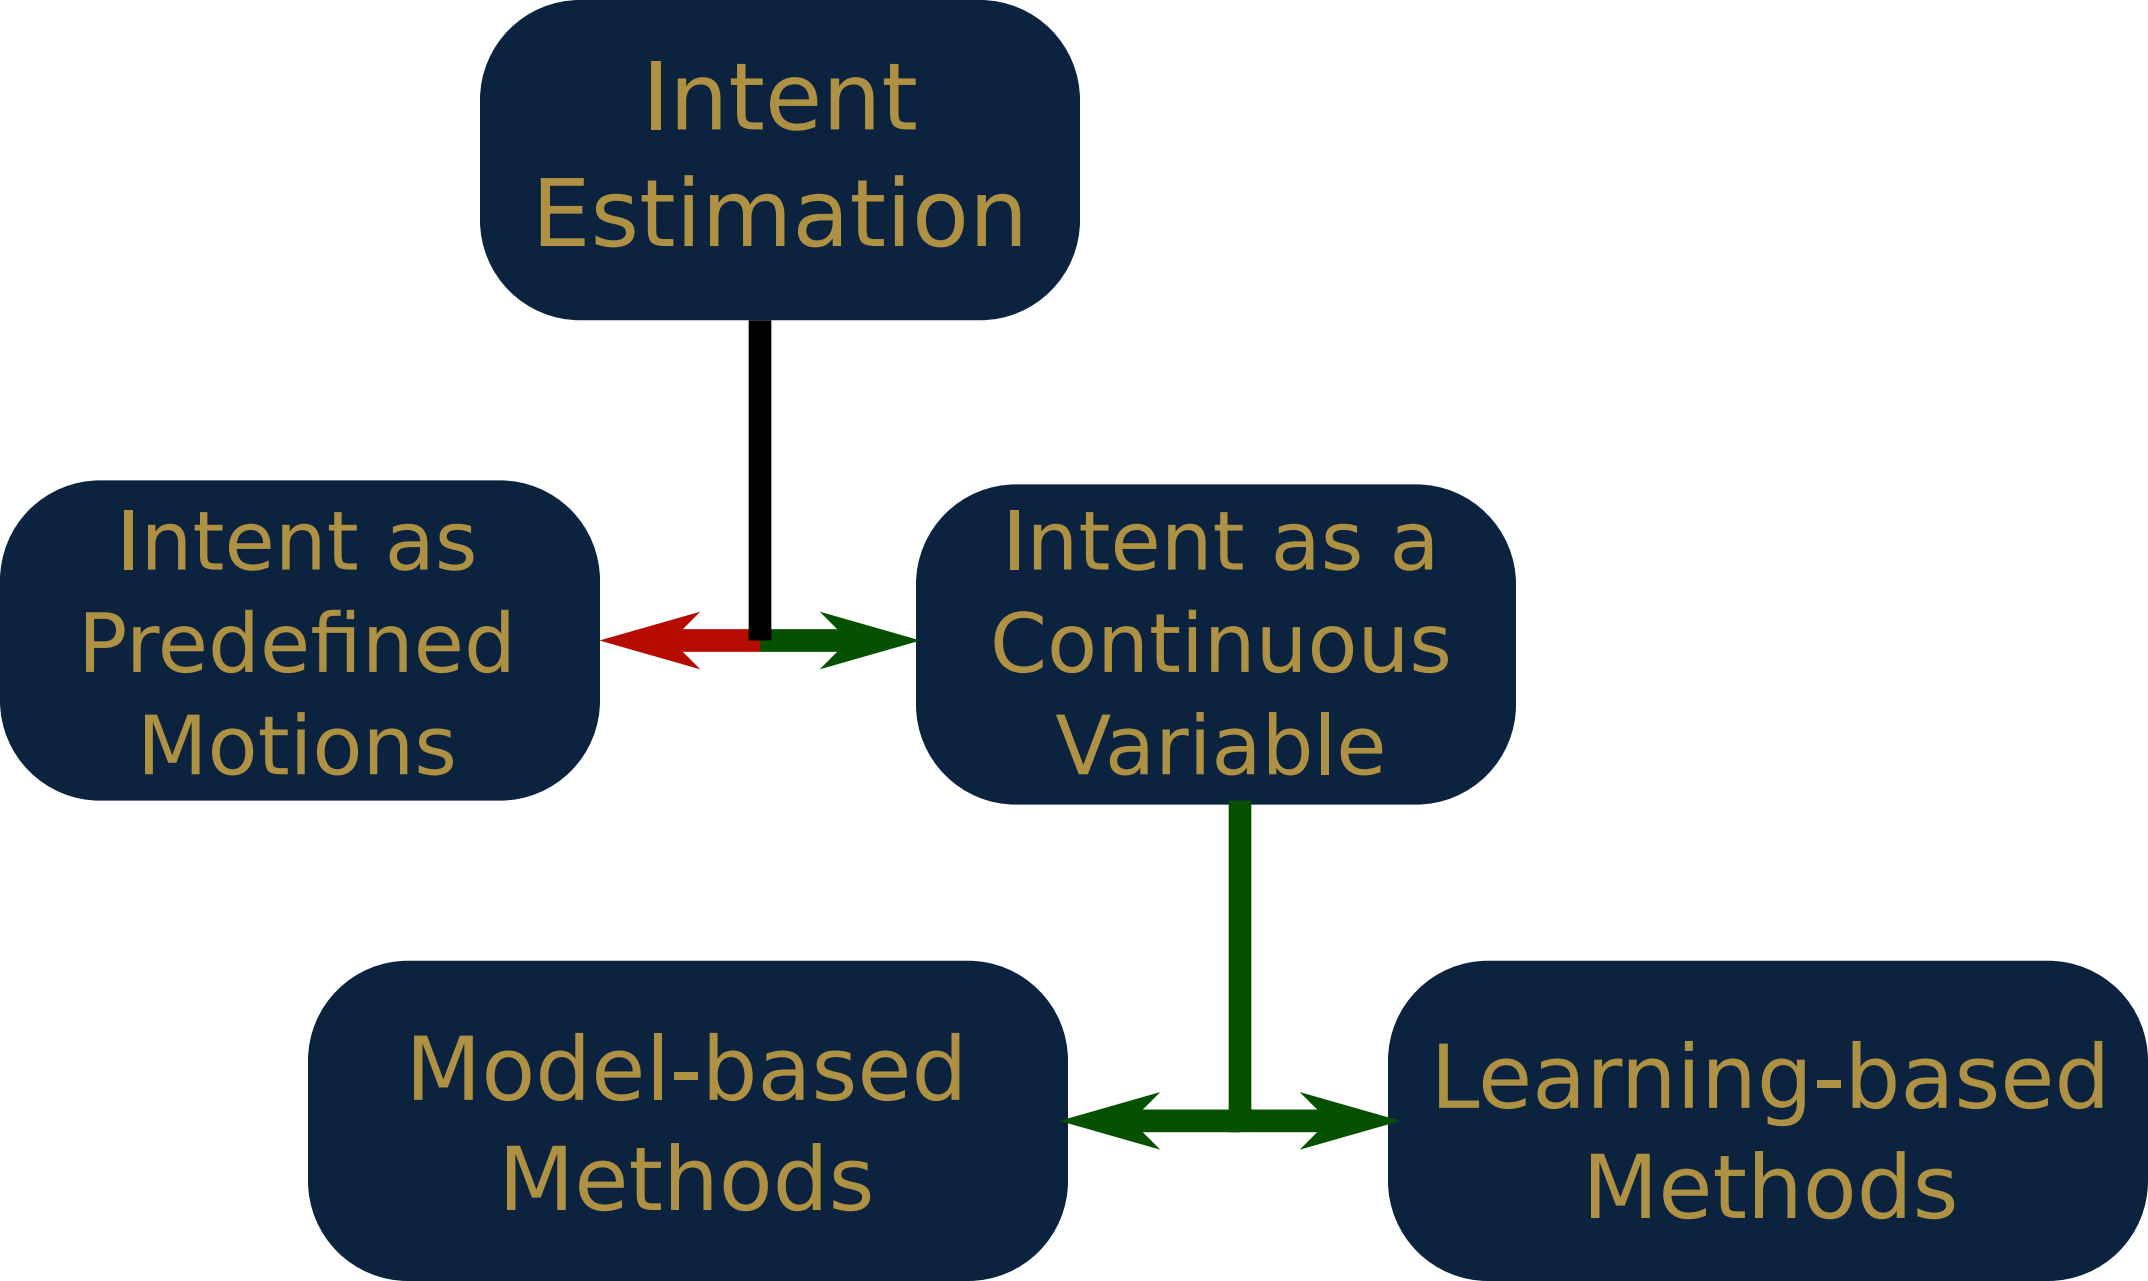 Intent
Estimation
Intent as
Predefined
Motions
Intent as a
Continuous
Variable
Model-based
Methods
Learning-based
Methods